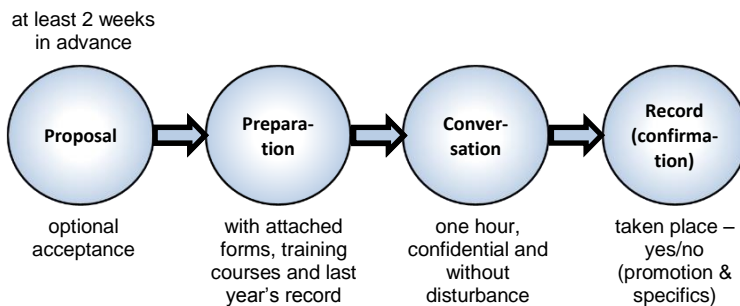 at least 2 weeks
in advance
Proposal
Prepara-
tion
Conver-
sation
Record
(confirma-
tion)
optional
acceptance
with attached
forms, training
courses and last
year's record
one hour,
confidential and
without
disturbance
taken place –
yes/no
(promotion &
specifics)